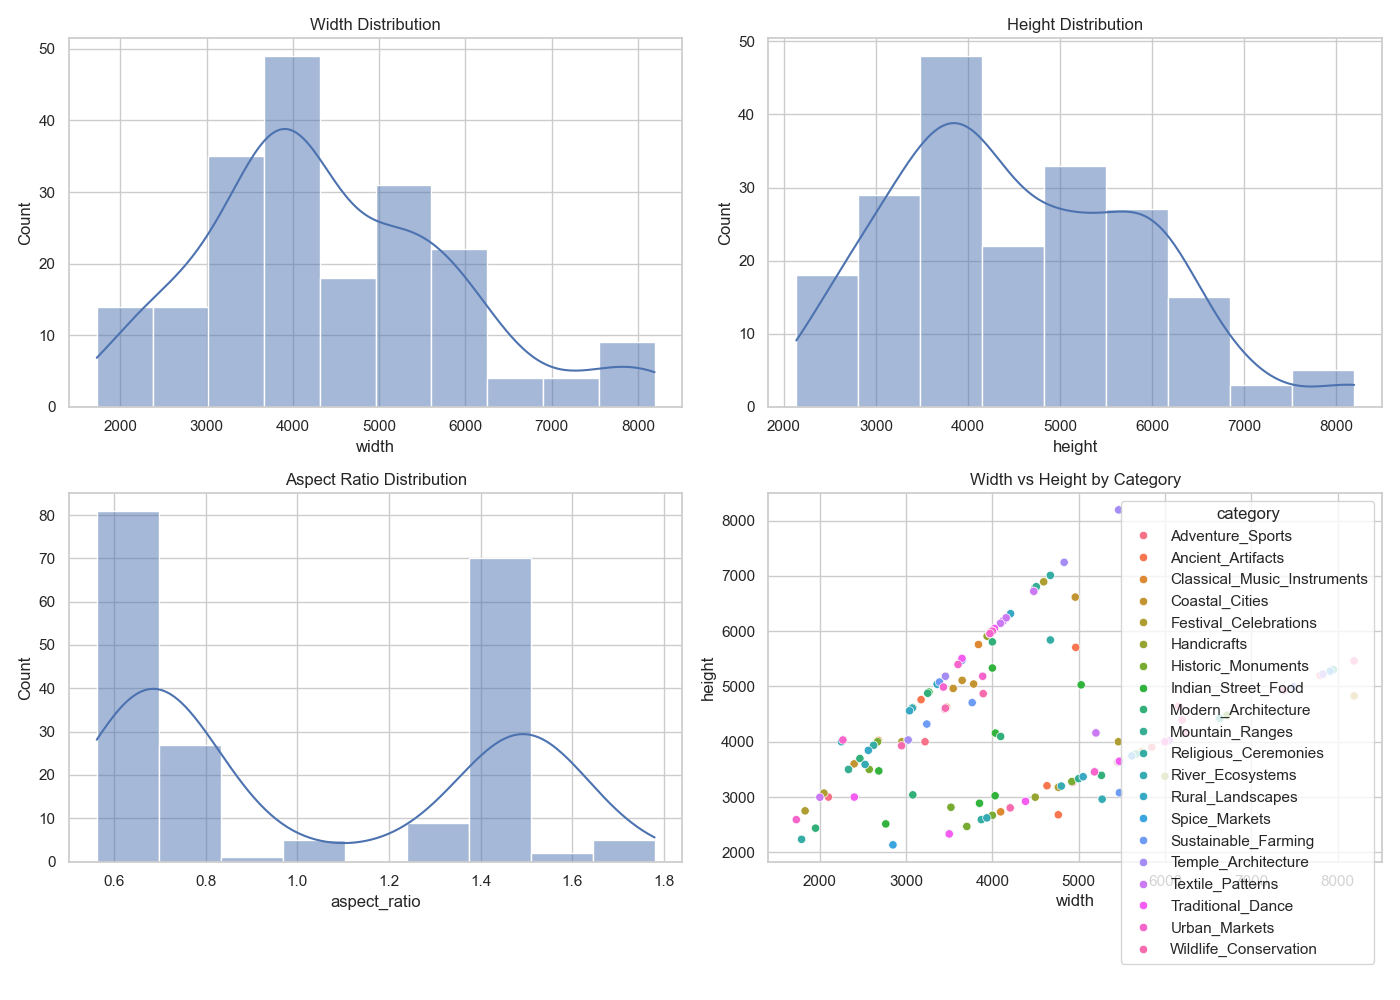 Width Distribution
50
40
30
20
10
0
Count
2000 3000 4000 5000 6000 7000 8000
width
Height Distribution
50
40
30
20
10
0
Count
2000 3000 4000 5000 6000 7000 8000
height
Aspect Ratio Distribution
80
70
60
50
40
30
20
10
0
Count
0.6 0.8 1.0 1.2 1.4 1.6 1.8
aspect_ratio
Width vs Height by Category
8000
7000
6000
5000
4000
3000
2000
height
2000 3000 4000 5000 6000 7000 8000
width
category
Adventure_Sports
Ancient_Artifacts
Classical_Music_Instruments
Coastal_Cities
Festival_Celebrations
Handicrafts
Historic_Monuments
Indian_Street_Food
Modern_Architecture
Mountain_Ranges
Religious_Ceremonies
River_Ecosystems
Rural_Landscapes
Spice_Markets
Sustainable_Farming
Temple_Architecture
Textile_Patterns
Traditional_Dance
Urban_Markets
Wildlife_Conservation